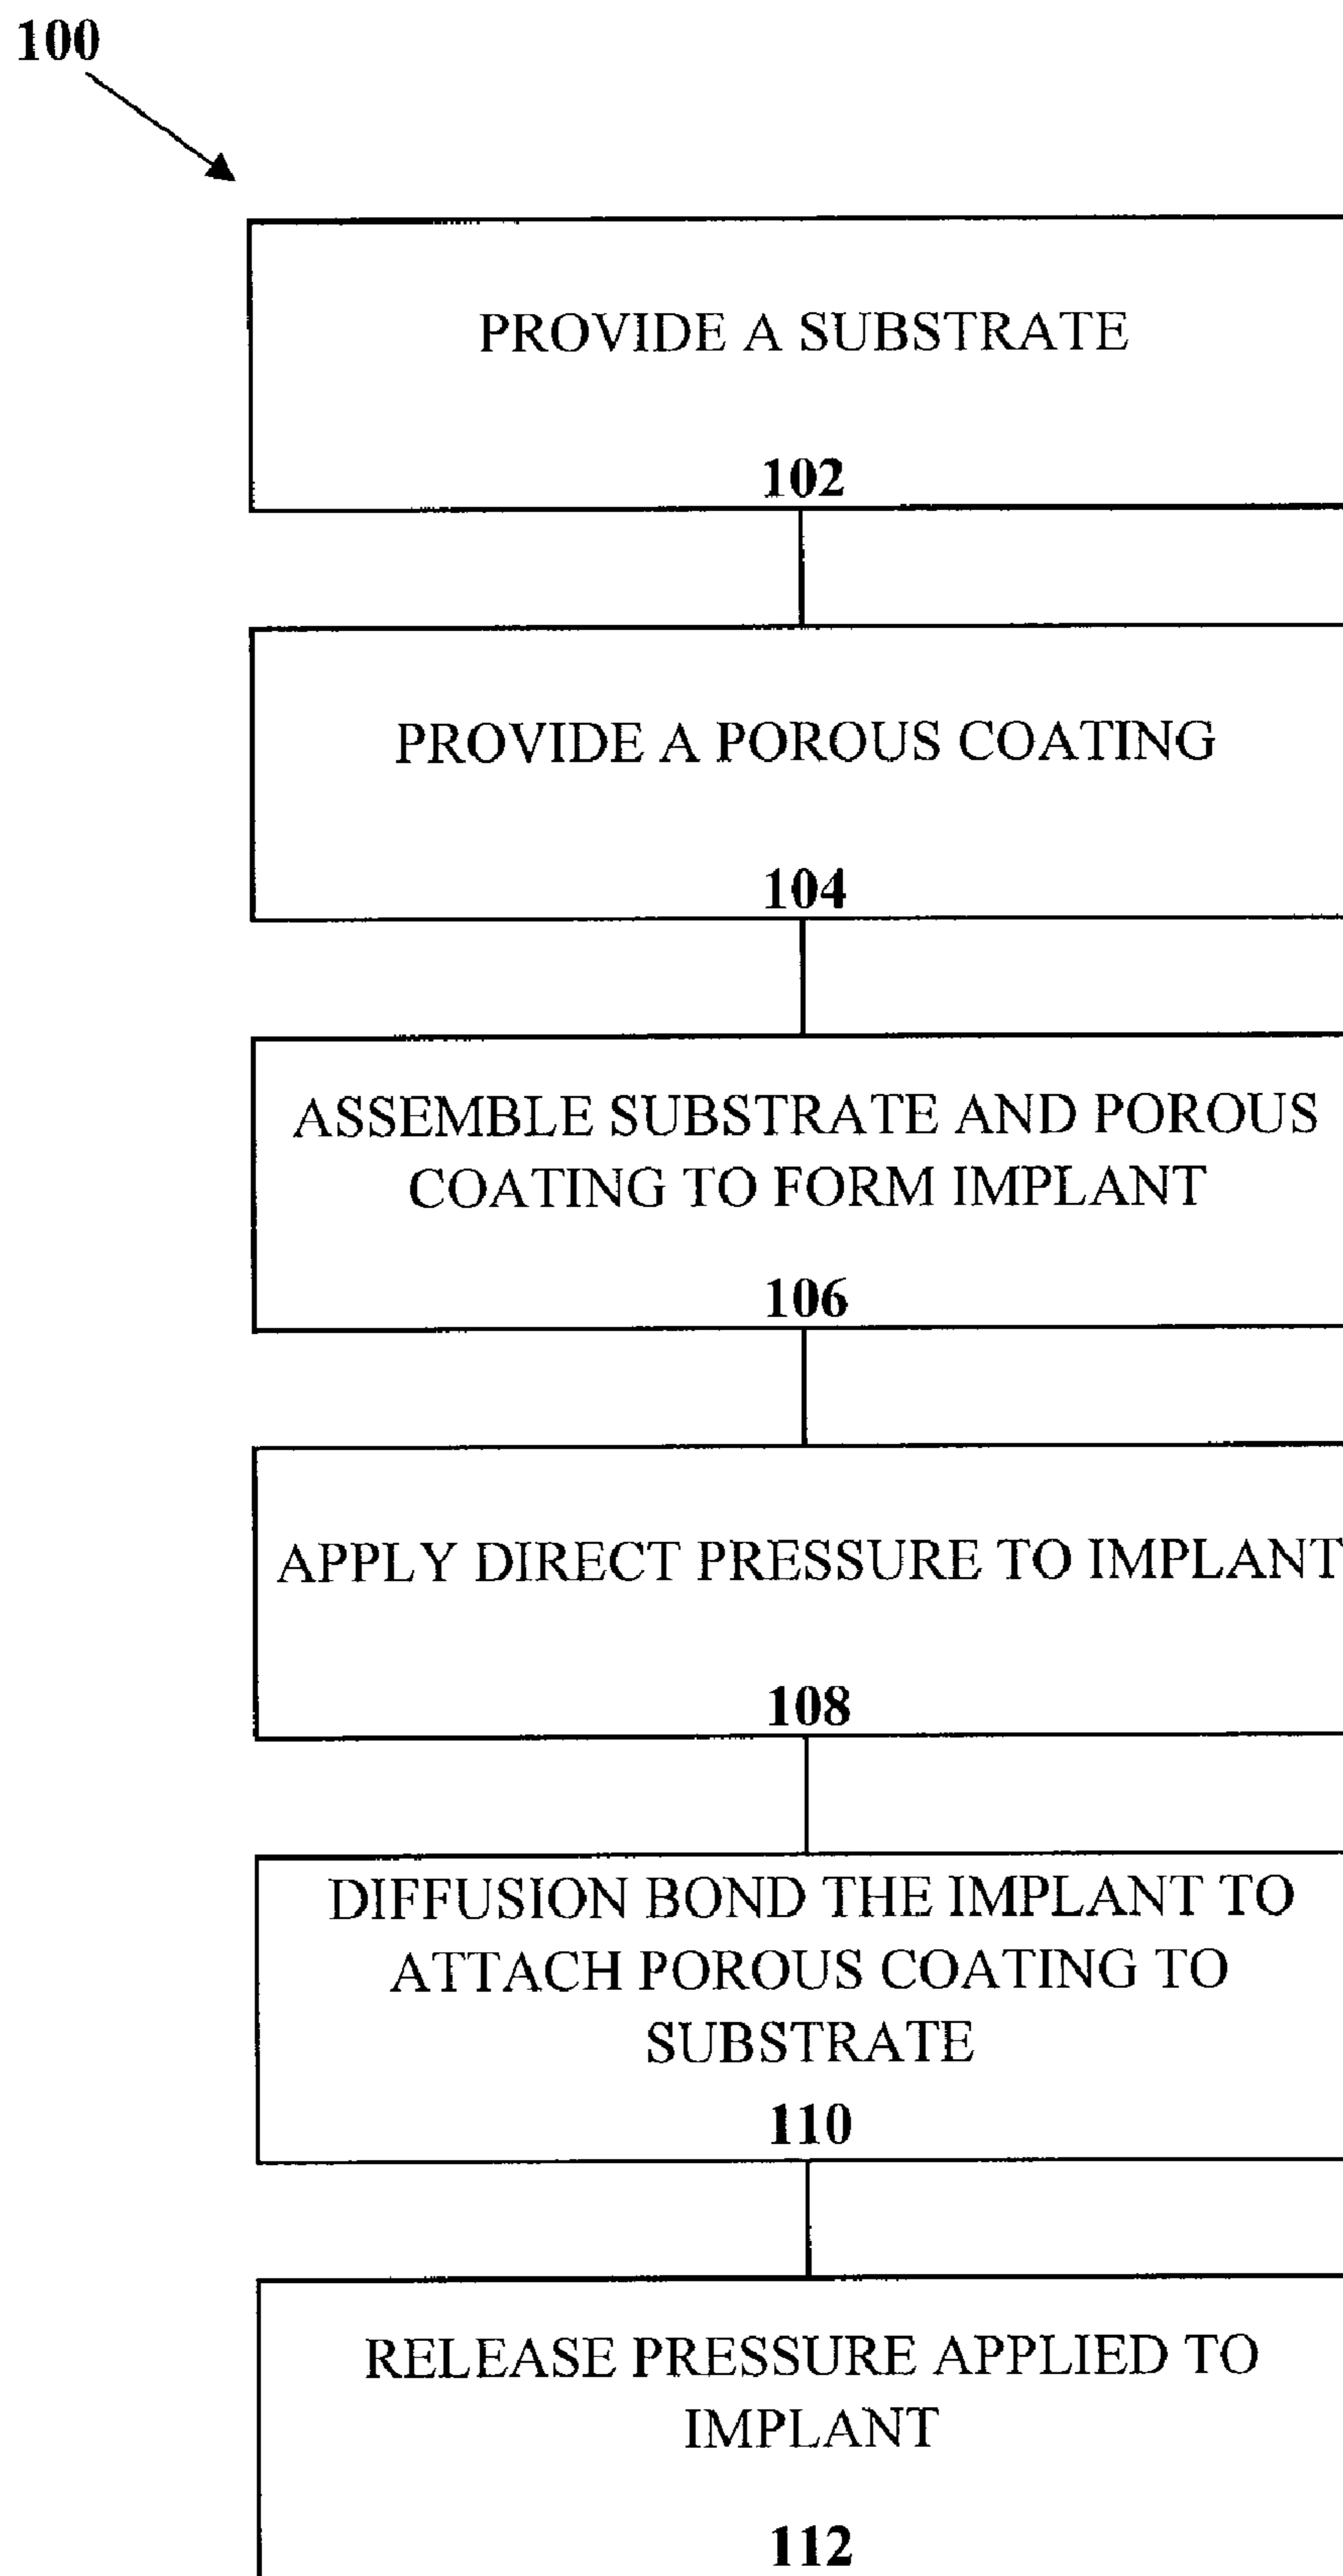 100
PROVIDE A SUBSTRATE
102
PROVIDE A POROUS COATING
104
ASSEMBLE SUBSTRATE AND POROUS
COATING TO FORM IMPLANT
106
APPLY DIRECT PRESSURE TO IMPLANT
108
DIFFUSION BOND THE IMPLANT TO
ATTACH POROUS COATING TO
SUBSTRATE
110
RELEASE PRESSURE APPLIED TO
IMPLANT
112